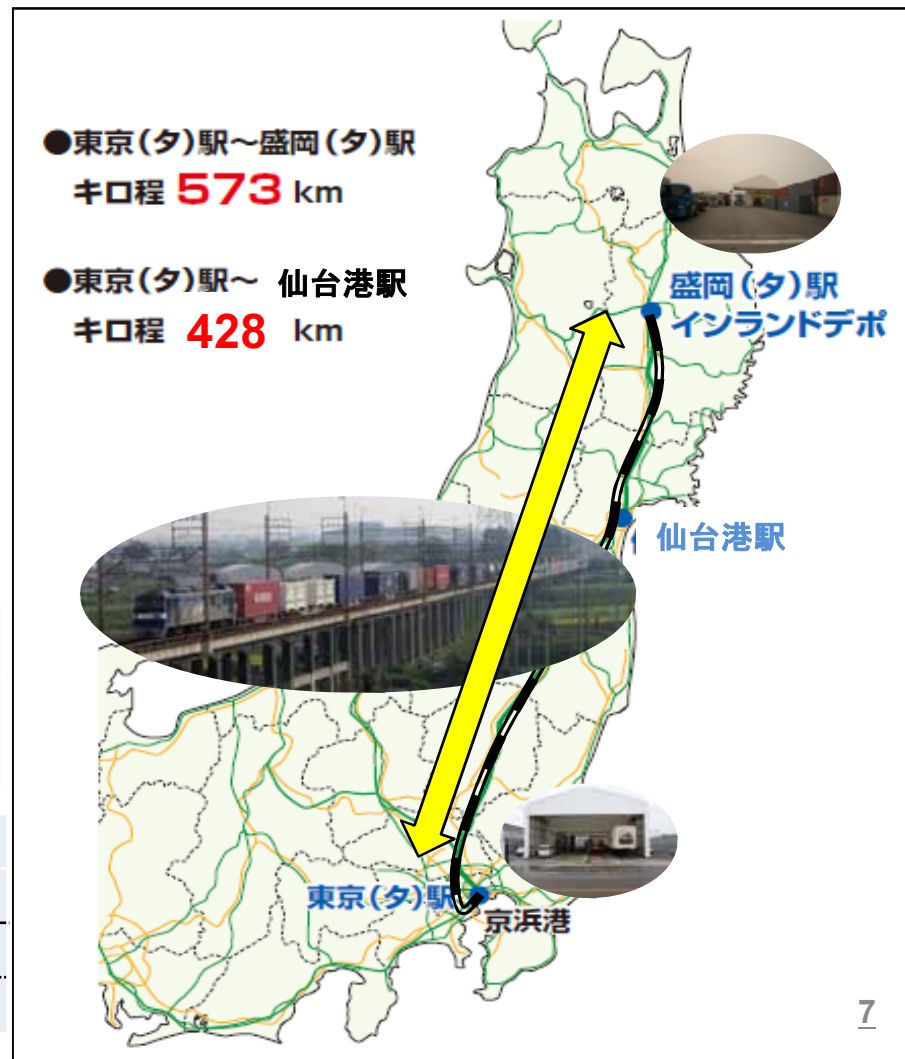 ●東京(タ)駅～盛岡(タ)駅
キロ程 573 km
●東京(タ)駅～ 仙台港駅
キロ程 428 km
盛岡(タ)駅
インランドデポ
仙台港駅
東京(タ)駅
京浜港
7